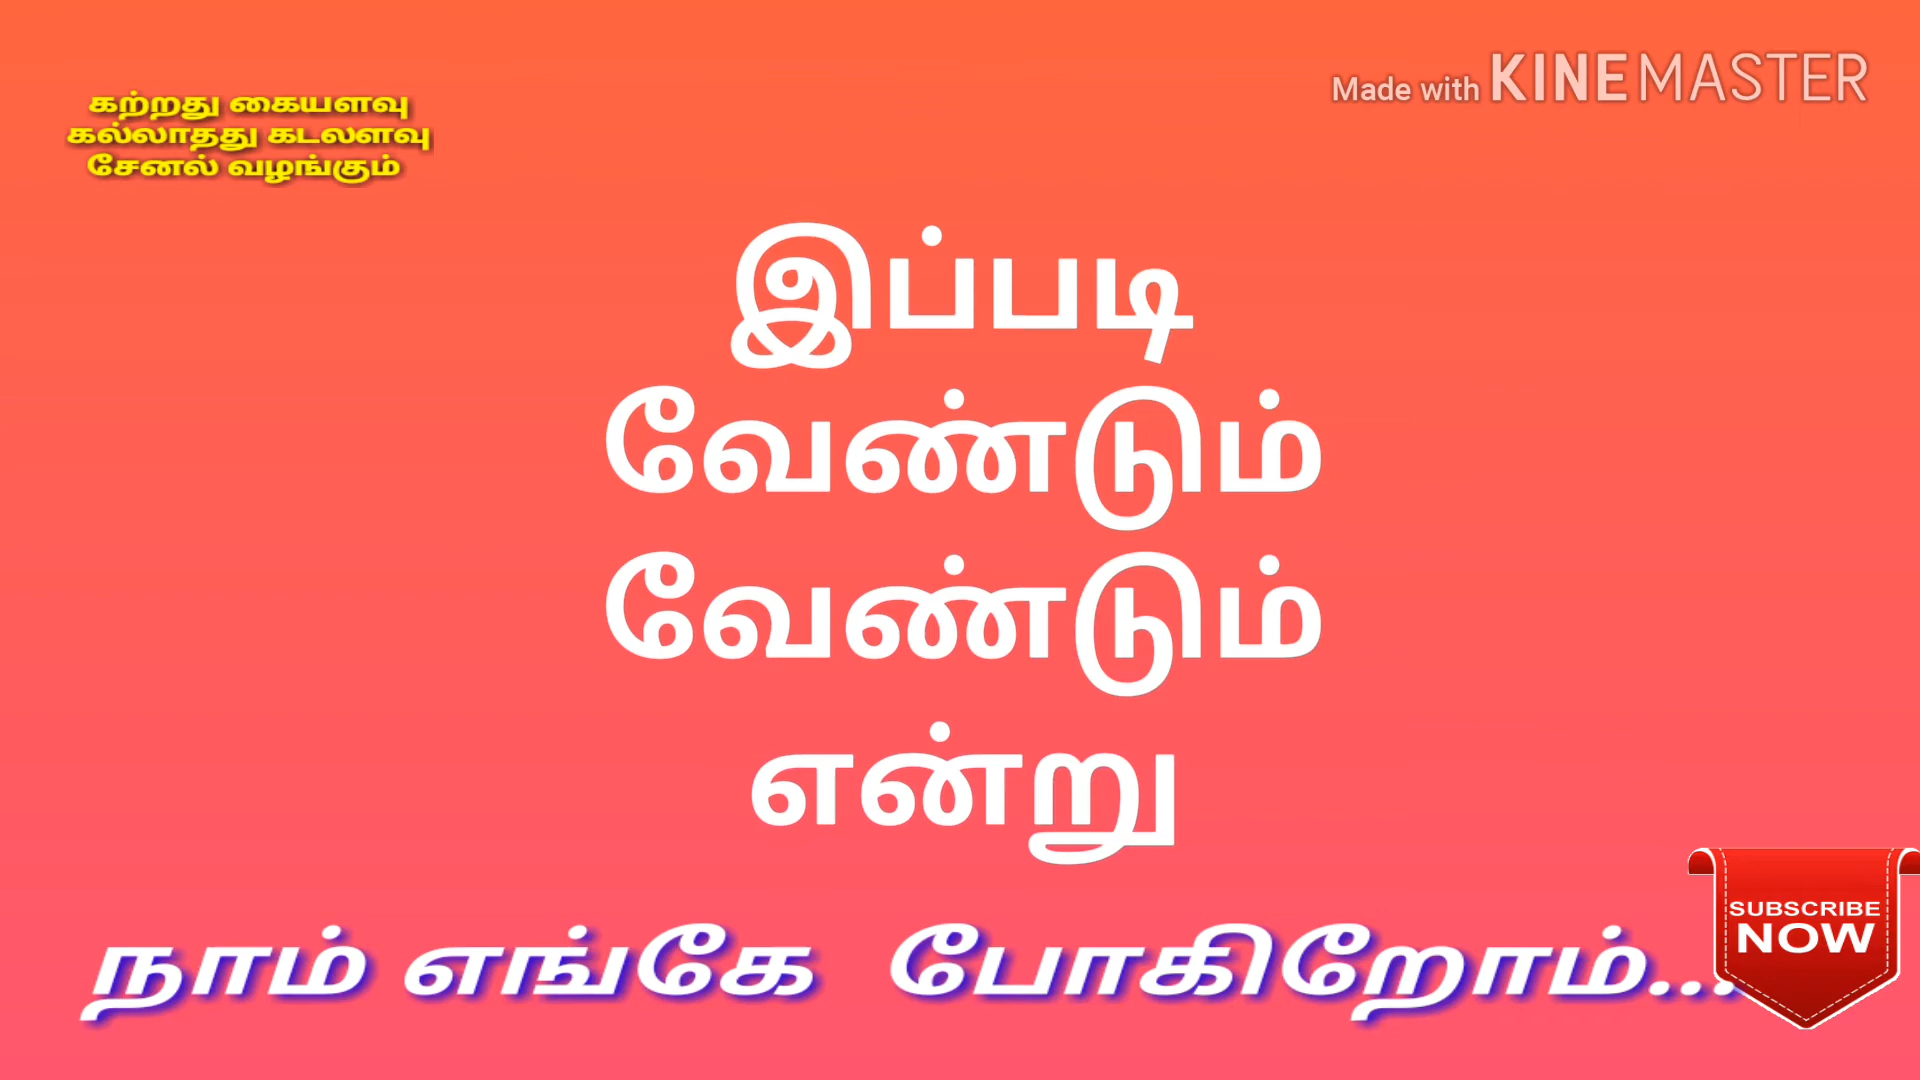 கற்றது கையளவு
கல்லாதது கடலளவு
சேனல் வழங்கும்
Made with KINEMASTER
இப்படி
வேண்டும்
வேண்டும்
என்று
நாம் எங்கே போகிறோம்...
SUBSCRIBE
NOW